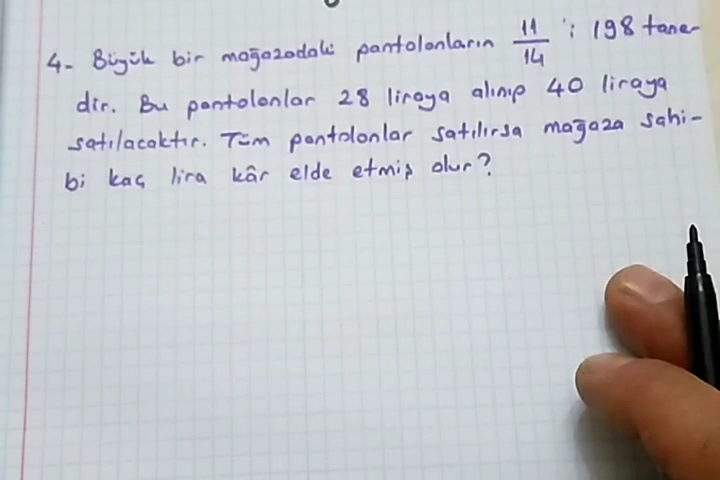 4- Büyük bir mağazadaki pantolonların 11/14 'i 198 tane-
dir. Bu pantolonlar 28 liraya alınıp 40 liraya
satılacaktır. Tüm pantolonlar satılırsa mağaza sahi-
bi kaç lira kâr elde etmiş olur?